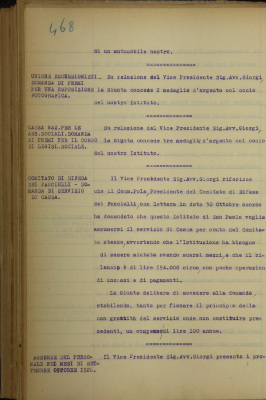 468
di un automobile nostro.
UNIONE ESCURSIONISTI
DOMANDA DI PREMI
PER UNA ESPOSIZIONE
FOTOGRAFICA.
Su relazione del Vice Presidente Sig.Avv.Giorgi,
la Giunta concede 2 medaglie d'argento col conio
del nostro Istituto.
CASSA NAZ.PER LE
ASS.SOCIALI.DOMANDA
DI PREMI PER IL CORSO
DI LEGISL.SOCIALE.
Su relazione del Vice Presidente Sig.Avv.Giorgi,
la Giunta concede tre medaglie d'argento col conio
del nostro Istituto.
COMITATO DI DIFESA
DEI FANCIULLI - DO-
MANDA DI SERVIZIO
DI CASSA.
Il Vice Presidente Sig.Avv.Giorgi riferisce
che il Comm.Pola, Presidente del Comitato di Difesa
dei Fanciulli, con lettera in data 30 Ottobre scorso
ha domandato che questo Istituto di San Paolo voglia
assumersi il servizio di Cassa per conto del Comita-
to stesso, avvertendo che l'Istituzione ha bisogno
di essere aiutata avendo scarsi mezzi, e che il bi-
lancio è di lire 154.000 circa con poche operazioni
di incassi e di pagamenti.
La Giunta delibera di accettare alla domanda,
stabilendo, tanto per fissare il principio della
non gratuità del servizio onde non costituire pre-
cedenti, un compenso di lire 100 annue.
ASSENZE DEL PERSO-
NALE NEI MESI DI SET-
TEMBRE OTTOBRE 1928.
Il Vice Presidente Sig.Avv.Giorgi presenta i pro-